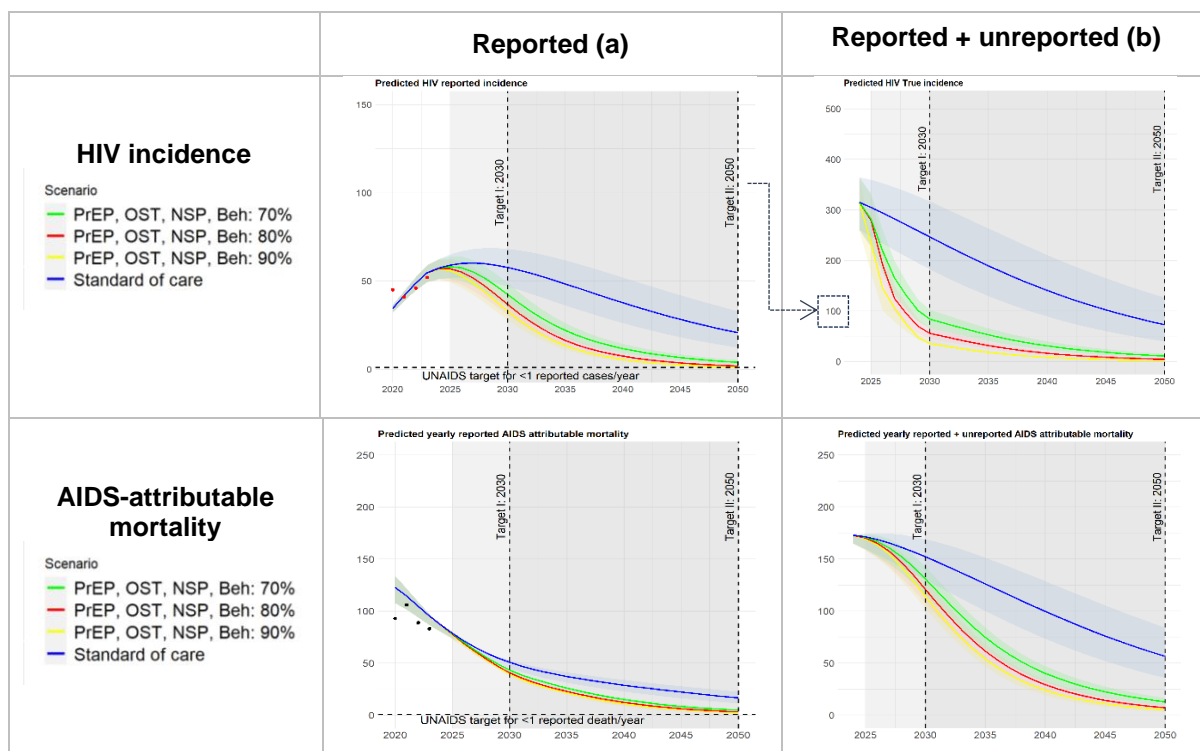 Reported (a)
Reported + unreported (b)
HIV incidence
Scenario
PrEP, OST, NSP, Beh: 70%
PrEP, OST, NSP, Beh: 80%
PrEP, OST, NSP, Beh: 90%
Standard of care
Predicted HIV reported incidence
150
100
50
0
Target I: 2030
Target II: 2050
UNAIDS target for <1 reported cases/year
2020
2025
2030
2035
2040
2045
2050
Predicted HIV True incidence
500
400
300
200
100
0
Target I: 2030
Target II: 2050
2025
2030
2035
2040
2045
2050
AIDS-attributable
mortality
Scenario
PrEP, OST, NSP, Beh: 70%
PrEP, OST, NSP, Beh: 80%
PrEP, OST, NSP, Beh: 90%
Standard of care
Predicted yearly reported AIDS attributable mortality
250
200
150
100
50
0
Target I: 2030
Target II: 2050
UNAIDS target for <1 reported death/year
2020
2025
2030
2035
2040
2045
2050
Predicted yearly reported + unreported AIDS attributable mortality
250
200
150
100
50
0
Target I: 2030
Target II: 2050
2025
2030
2035
2040
2045
2050